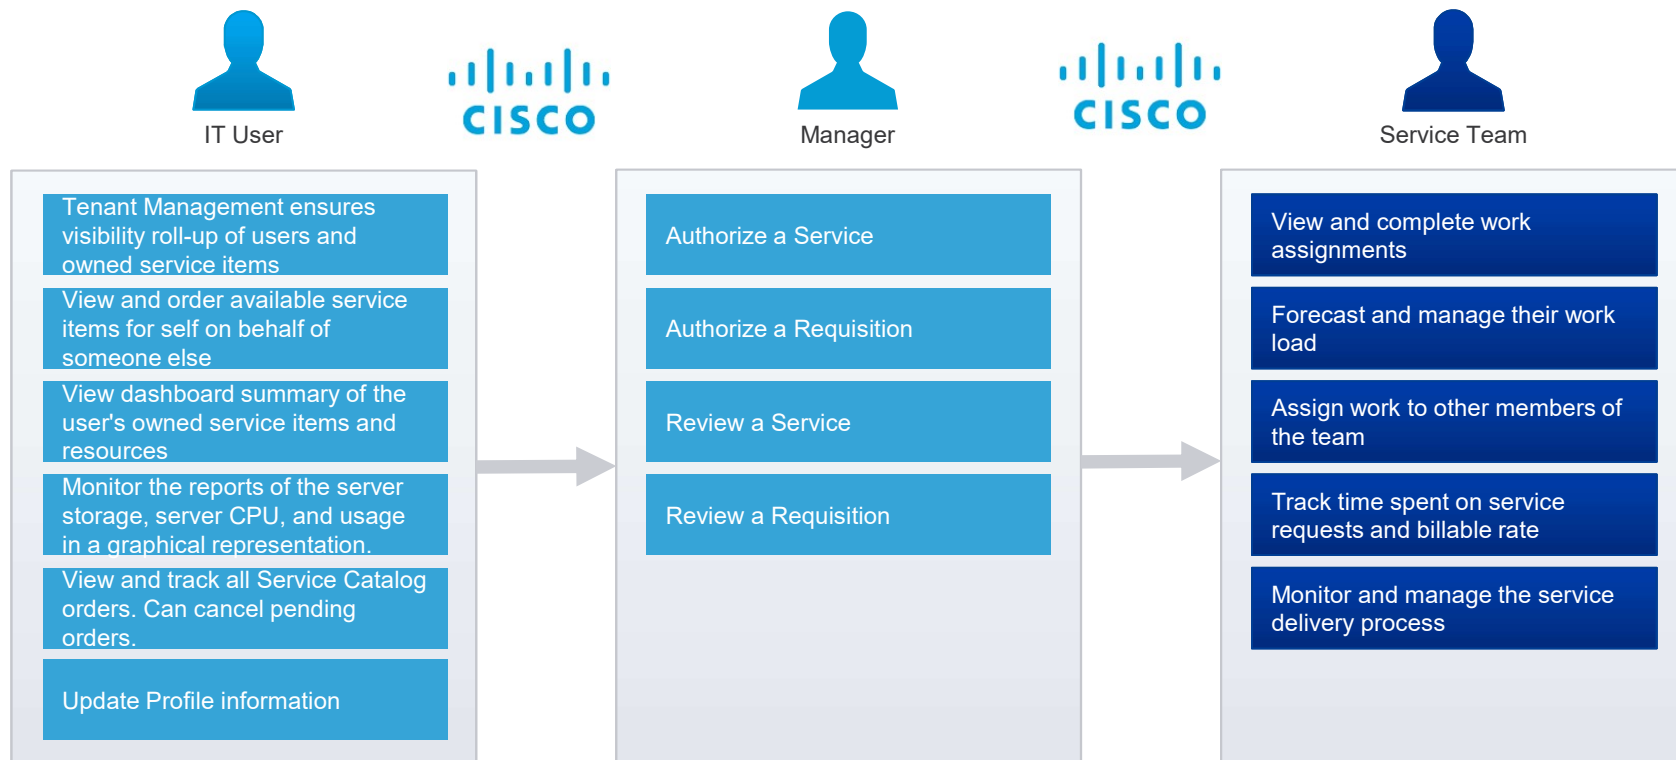 CISCO
CISCO
IT User
Manager
Service Team
Tenant Management ensures
visibility roll-up of users and
owned service items
View and order available service
items for self on behalf of
someone else
View dashboard summary of the
user's owned service items and
resources
Monitor the reports of the server
storage, server CPU, and usage
in a graphical representation.
View and track all Service Catalog
orders. Can cancel pending
orders.
Update Profile information
Authorize a Service
Authorize a Requisition
Review a Service
Review a Requisition
View and complete work
assignments
Forecast and manage their work
load
Assign work to other members of
the team
Track time spent on service
requests and billable rate
Monitor and manage the service
delivery process